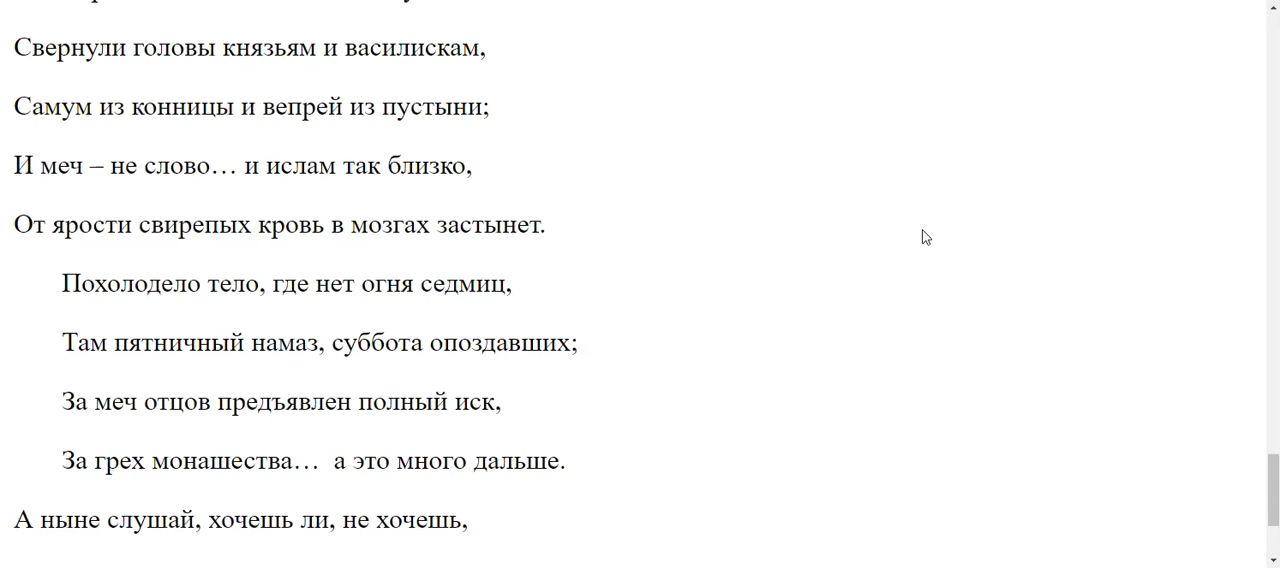 Свернули головы князьям и василискам,
Самум из конницы и вепрей из пустыни;
И меч – не слово… и ислам так близко,
От ярости свирепых кровь в мозгах застынет.
Похолодело тело, где нет огня седмиц,
Там пятничный намаз, суббота опоздавших;
За меч отцов предъявлен полный иск,
За грех монашества…  а это много дальше.
А ныне слушай, хочешь ли, не хочешь,